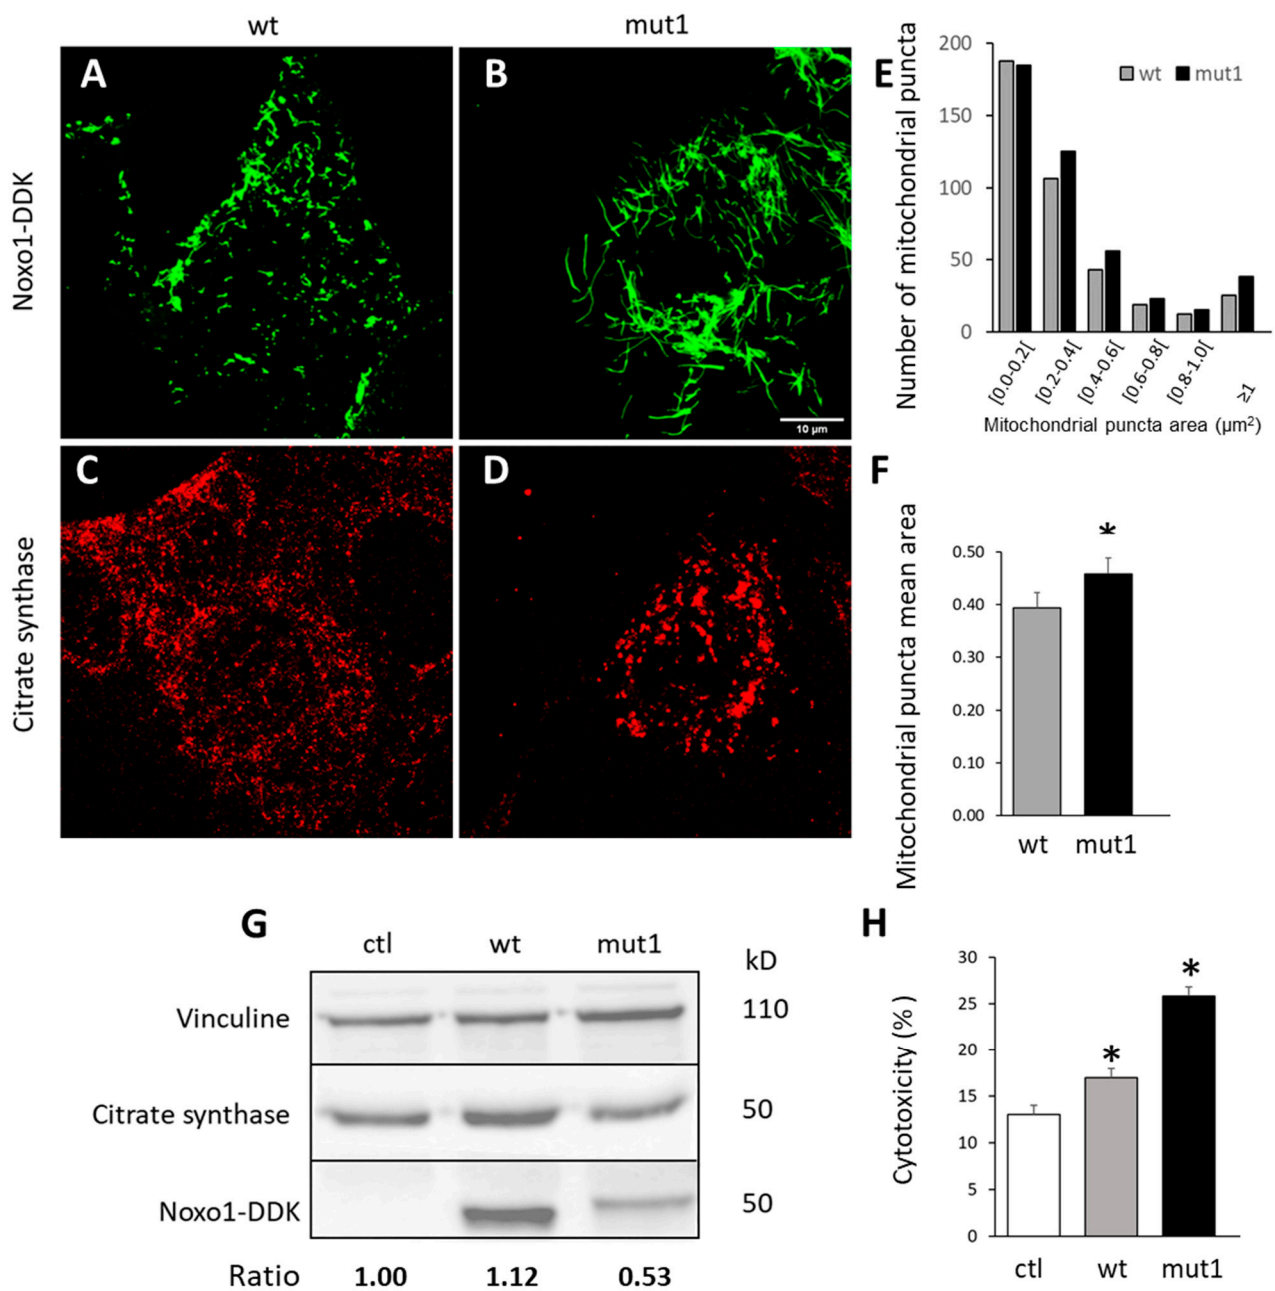 wt
mut1
A
B
Noxo1-DDK
10 µm
C
D
Citrate synthase
E
Number of mitochondrial puncta
200
150
100
50
0
wt
mut1
[0.0-0.2[
[0.2-0.4[
[0.4-0.6[
[0.6-0.8[
[0.8-1.0[
≥1
Mitochondrial puncta area (µm²)
F
Mitochondrial puncta mean area
0.50
0.40
0.30
0.20
0.10
0.00
*
wt
mut1
G
ctl
wt
mut1
kD
Vinculine
110
Citrate synthase
50
Noxo1-DDK
50
Ratio
1.00
1.12
0.53
H
Cytotoxicity (%)
30
25
20
15
10
5
0
*
*
ctl
wt
mut1